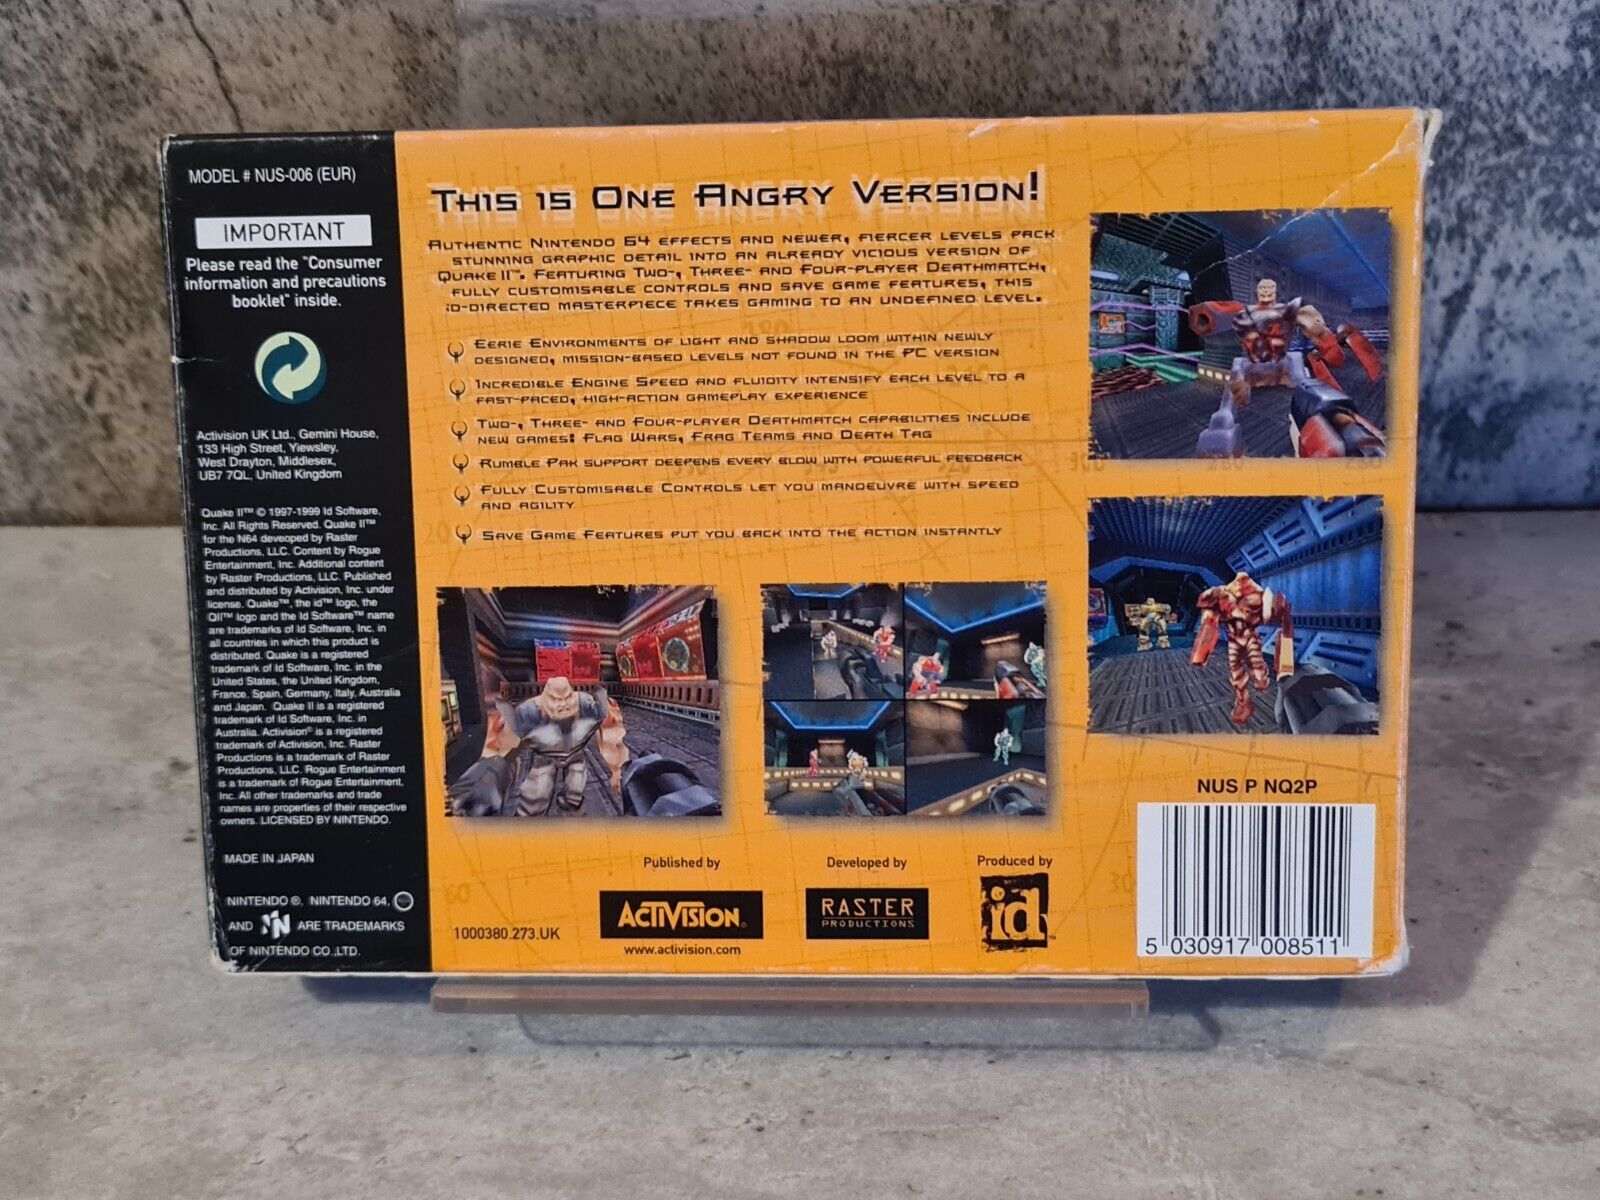 MODEL # NUS-006 (EUR)
IMPORTANT
Please read the "Consumer
information and precautions
booklet" inside.
Activision UK Ltd., Gemini House,
133 High Street, Yiewsley,
West Drayton, Middlesex,
UB7 7QL, United Kingdom
Quake II™ © 1997-1999 Id Software,
Inc. All Rights Reserved. Quake II™
for the N64 deveoped by Raster
Productions, LLC. Content by Rogue
Entertainment, Inc. Additional content
by Raster Productions, LLC. Published
and distributed by Activision, Inc. under
license. Quake™, the id™ logo, the
QII™ logo and the Id Software™ name
are trademarks of Id Software, Inc. in
all countries in which this product is
distributed. Quake is a registered
trademark of Id Software, Inc. in the
United States, the United Kingdom,
France, Spain, Germany, Italy, Australia
and Japan. Quake II is a registered
trademark of Id Software, Inc. in
Australia. Activision® is a registered
trademark of Activision, Inc. Raster
Productions is a trademark of Raster
Productions, LLC. Rogue Entertainment
is a trademark of Rogue Entertainment,
Inc. All other trademarks and trade
names are properties of their respective
owners. LICENSED BY NINTENDO.
MADE IN JAPAN
NINTENDO ®, NINTENDO 64,
AND N ARE TRADEMARKS
OF NINTENDO CO.,LTD.
THIS IS ONE ANGRY VERSION!
AUTHENTIC NINTENDO 64 EFFECTS AND NEWER, FIERCER LEVELS PACK
STUNNING GRAPHIC DETAIL INTO AN ALREADY VICIOUS VERSION OF
QUAKE II™. FEATURING TWO-, THREE- AND FOUR-PLAYER DEATHMATCH,
FULLY CUSTOMISABLE CONTROLS AND SAVE GAME FEATURES, THIS
iD-DIRECTED MASTERPIECE TAKES GAMING TO AN UNDEFINED LEVEL.
EERIE ENVIRONMENTS OF LIGHT AND SHADOW LOOM WITHIN NEWLY
DESIGNED, MISSION-BASED LEVELS NOT FOUND IN THE PC VERSION
INCREDIBLE ENGINE SPEED AND FLUIDITY INTENSIFY EACH LEVEL TO A
FAST-PACED, HIGH-ACTION GAMEPLAY EXPERIENCE
TWO-, THREE- AND FOUR-PLAYER DEATHMATCH CAPABILITIES INCLUDE
NEW GAMES! FLAG WARS, FRAG TEAMS AND DEATH TAG
RUMBLE PAK SUPPORT DEEPENS EVERY BLOW WITH POWERFUL FEEDBACK
FULLY CUSTOMISABLE CONTROLS LET YOU MANOEUVRE WITH SPEED
AND AGILITY
SAVE GAME FEATURES PUT YOU BACK INTO THE ACTION INSTANTLY
NUS P NQ2P
5 030917 008511
Published by
ACTIVISION.
www.activision.com
Developed by
RASTER
PRODUCTIONS
Produced by
id
1000380.273.UK